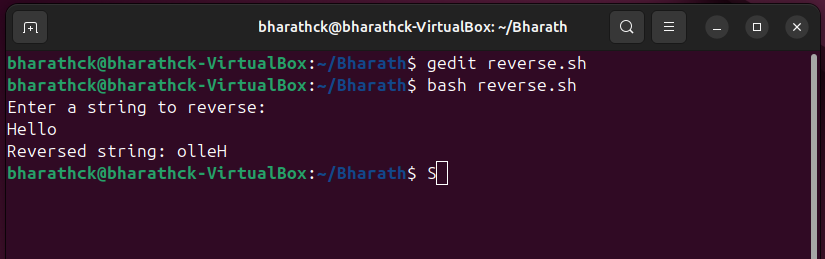 bharathck@bharathck-VirtualBox: ~/Bharath
bharathck@bharathck-VirtualBox:~/Bharath$ gedit reverse.sh
bharathck@bharathck-VirtualBox:~/Bharath$ bash reverse.sh
Enter a string to reverse:
Hello
Reversed string: olleH
bharathck@bharathck-VirtualBox:~/Bharath$ S